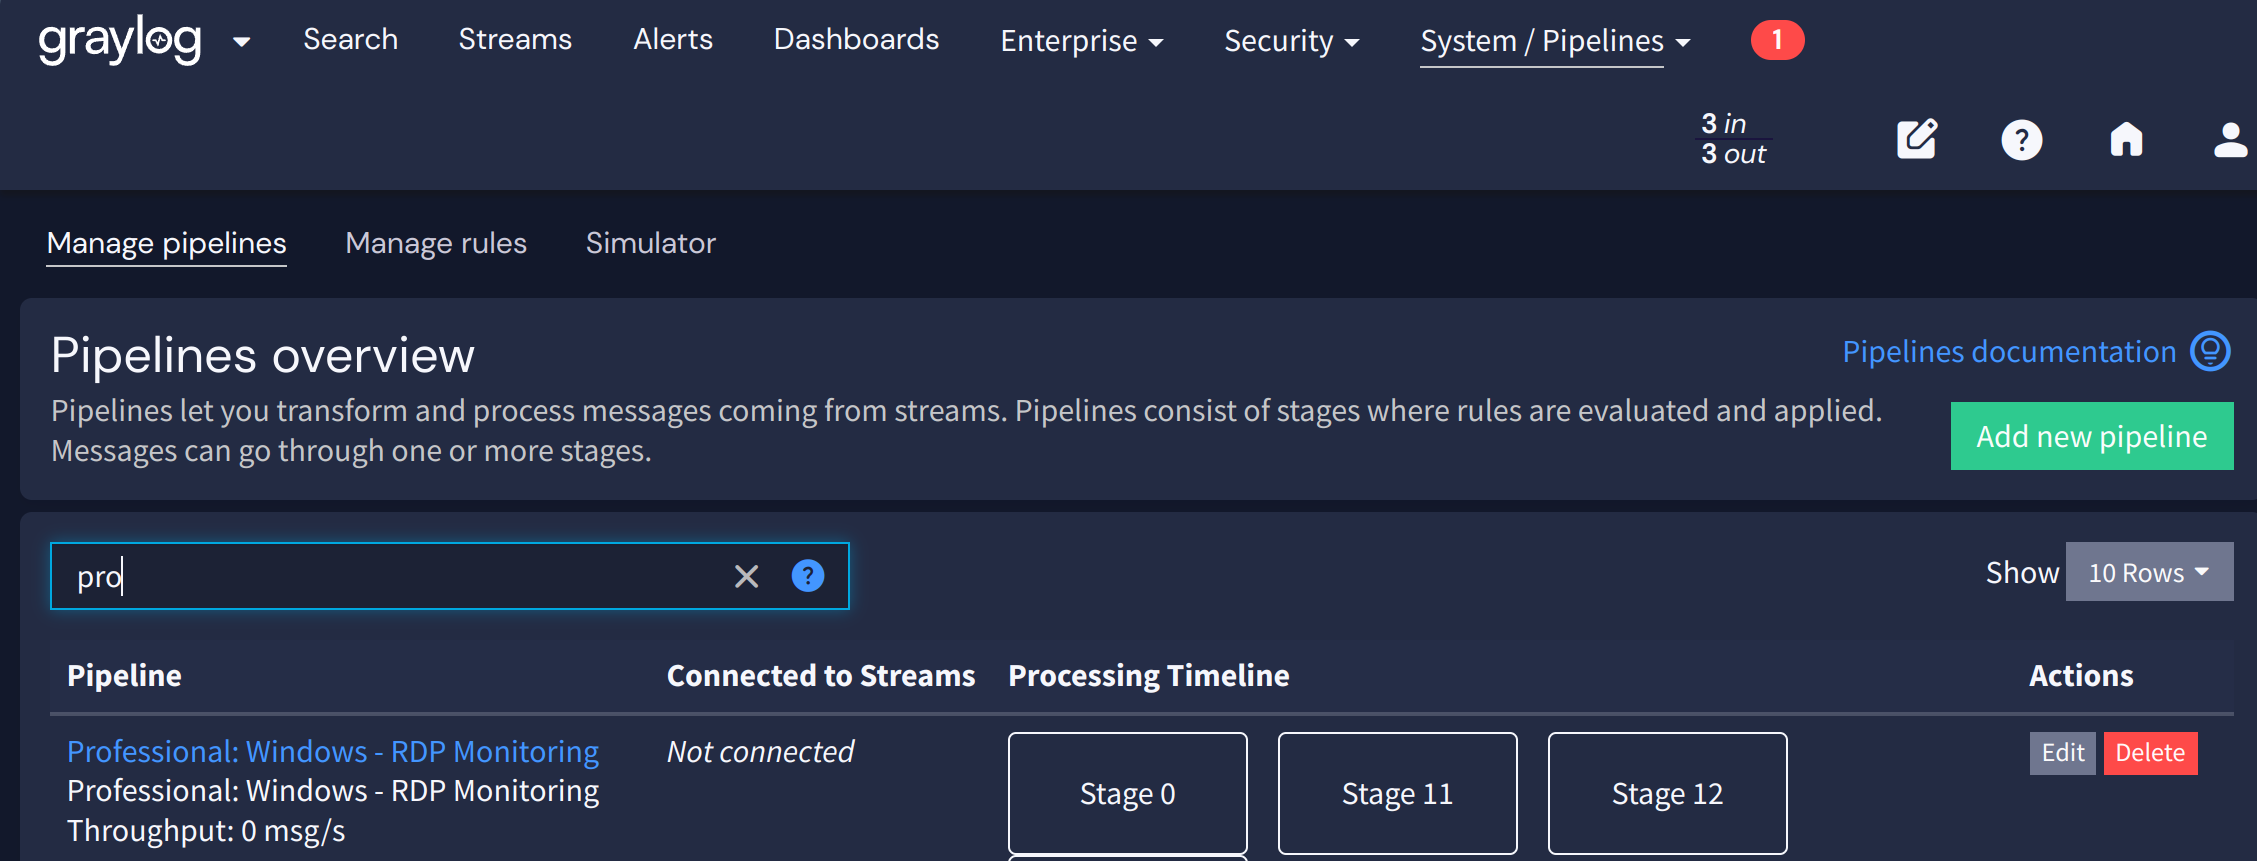 graylog
Search
Streams
Alerts
Dashboards
Enterprise
Security
System / Pipelines
1
3 in
3 out
?
Manage pipelines
Manage rules
Simulator
Pipelines overview
Pipelines documentation
Pipelines let you transform and process messages coming from streams. Pipelines consist of stages where rules are evaluated and applied.
Messages can go through one or more stages.
Add new pipeline
pro
?
Show
10 Rows
Pipeline
Connected to Streams
Processing Timeline
Actions
Professional: Windows - RDP Monitoring
Professional: Windows - RDP Monitoring
Throughput: 0 msg/s
Not connected
Stage 0
Stage 11
Stage 12
Edit
Delete